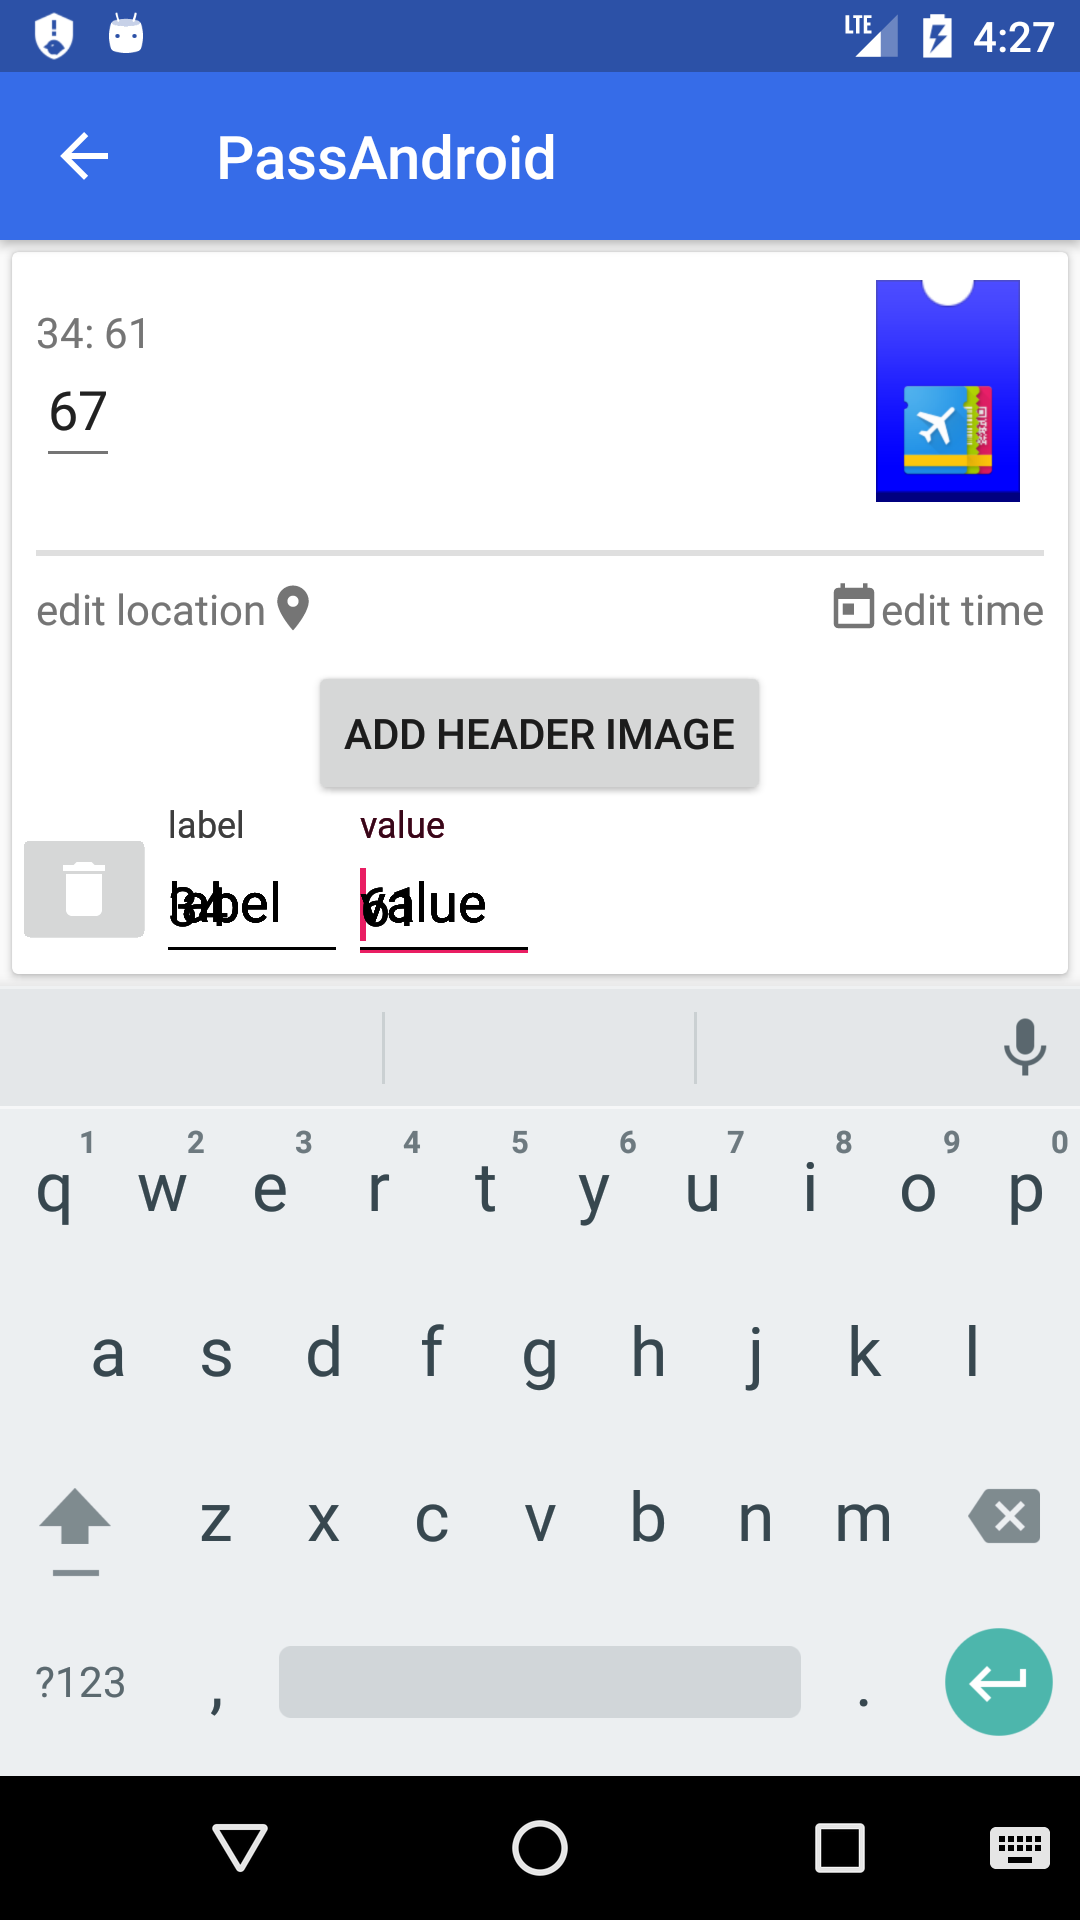 LTE 4:27
PassAndroid
34: 61
67
edit location edit time
ADD HEADER IMAGE
label value
34 label 61 value
1 2 3 4 5 6 7 8 9 0
q w e r t y u i o p
a s d f g h j k l
z x c v b n m
?123 , .